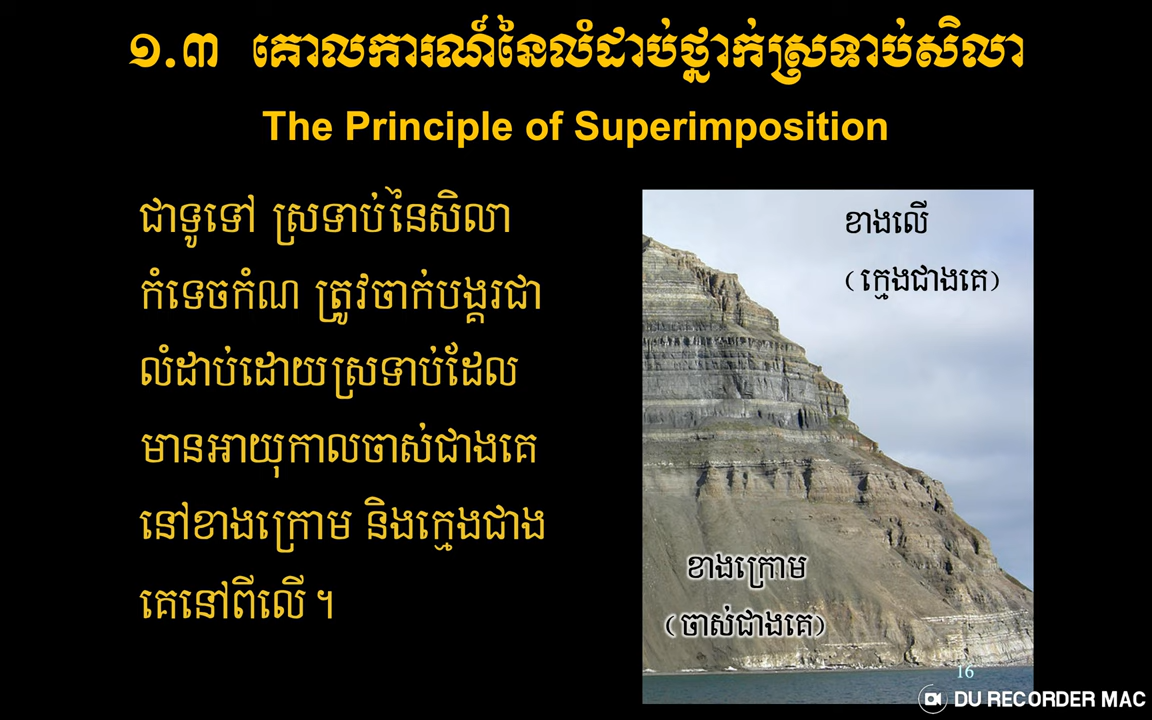 ១.៣ គោលការណ៍នៃលំដាប់ថ្នាក់ស្រទាប់សិលា
The Principle of Superimposition
ជាទូទៅ ស្រទាប់នៃសិលា
កំទេចកំណ ត្រូវចាក់បង្គរជា
លំដាប់ដោយស្រទាប់ដែល
មានអាយុកាលចាស់ជាងគេ
នៅខាងក្រោម និងក្មេងជាង
គេនៅពីលើ។
ខាងលើ
(ក្មេងជាងគេ)
ខាងក្រោម
(ចាស់ជាងគេ)
16
DU RECORDER MAC